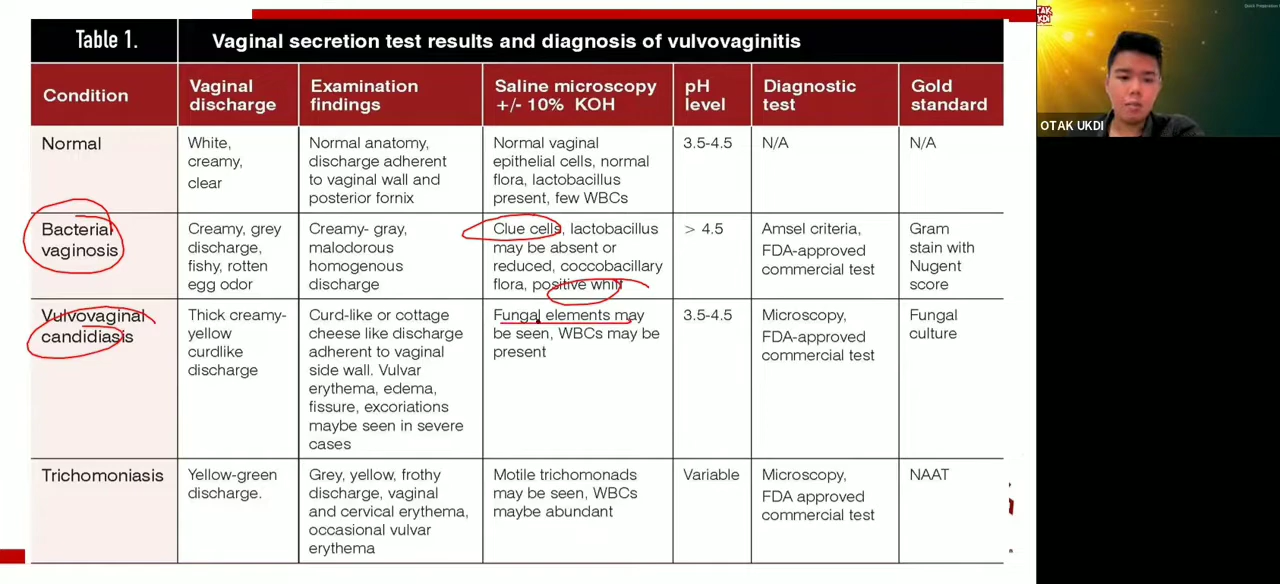 Table 1.
Vaginal secretion test results and diagnosis of vulvovaginitis
Condition
Vaginal
discharge
Examination
findings
Saline microscopy
+/- 10% KOH
pH
level
Diagnostic
test
Gold
standard
Normal
White,
creamy,
clear
Normal anatomy,
discharge adherent
to vaginal wall and
posterior fornix
Normal vaginal
epithelial cells, normal
flora, lactobacillus
present, few WBCs
3.5-4.5
N/A
N/A
Bacterial
vaginosis
Creamy, grey
discharge,
fishy, rotten
egg odor
Creamy- gray,
malodorous
homogenous
discharge
Clue cells, lactobacillus
may be absent or
reduced, coccobacillary
flora, positive whiff
> 4.5
Amsel criteria,
FDA-approved
commercial test
Gram
stain with
Nugent
score
Vulvovaginal
candidiasis
Thick creamy-
yellow
curdlike
discharge
Curd-like or cottage
cheese like discharge
adherent to vaginal
side wall. Vulvar
erythema, edema,
fissure, excoriations
maybe seen in severe
cases
Fungal elements may
be seen, WBCs may be
present
3.5-4.5
Microscopy,
FDA-approved
commercial test
Fungal
culture
Trichomoniasis
Yellow-green
discharge.
Grey, yellow, frothy
discharge, vaginal
and cervical erythema,
occasional vulvar
erythema
Motile trichomonads
may be seen, WBCs
maybe abundant
Variable
Microscopy,
FDA approved
commercial test
NAAT
OTAK
UKDI
OTAK UKDI